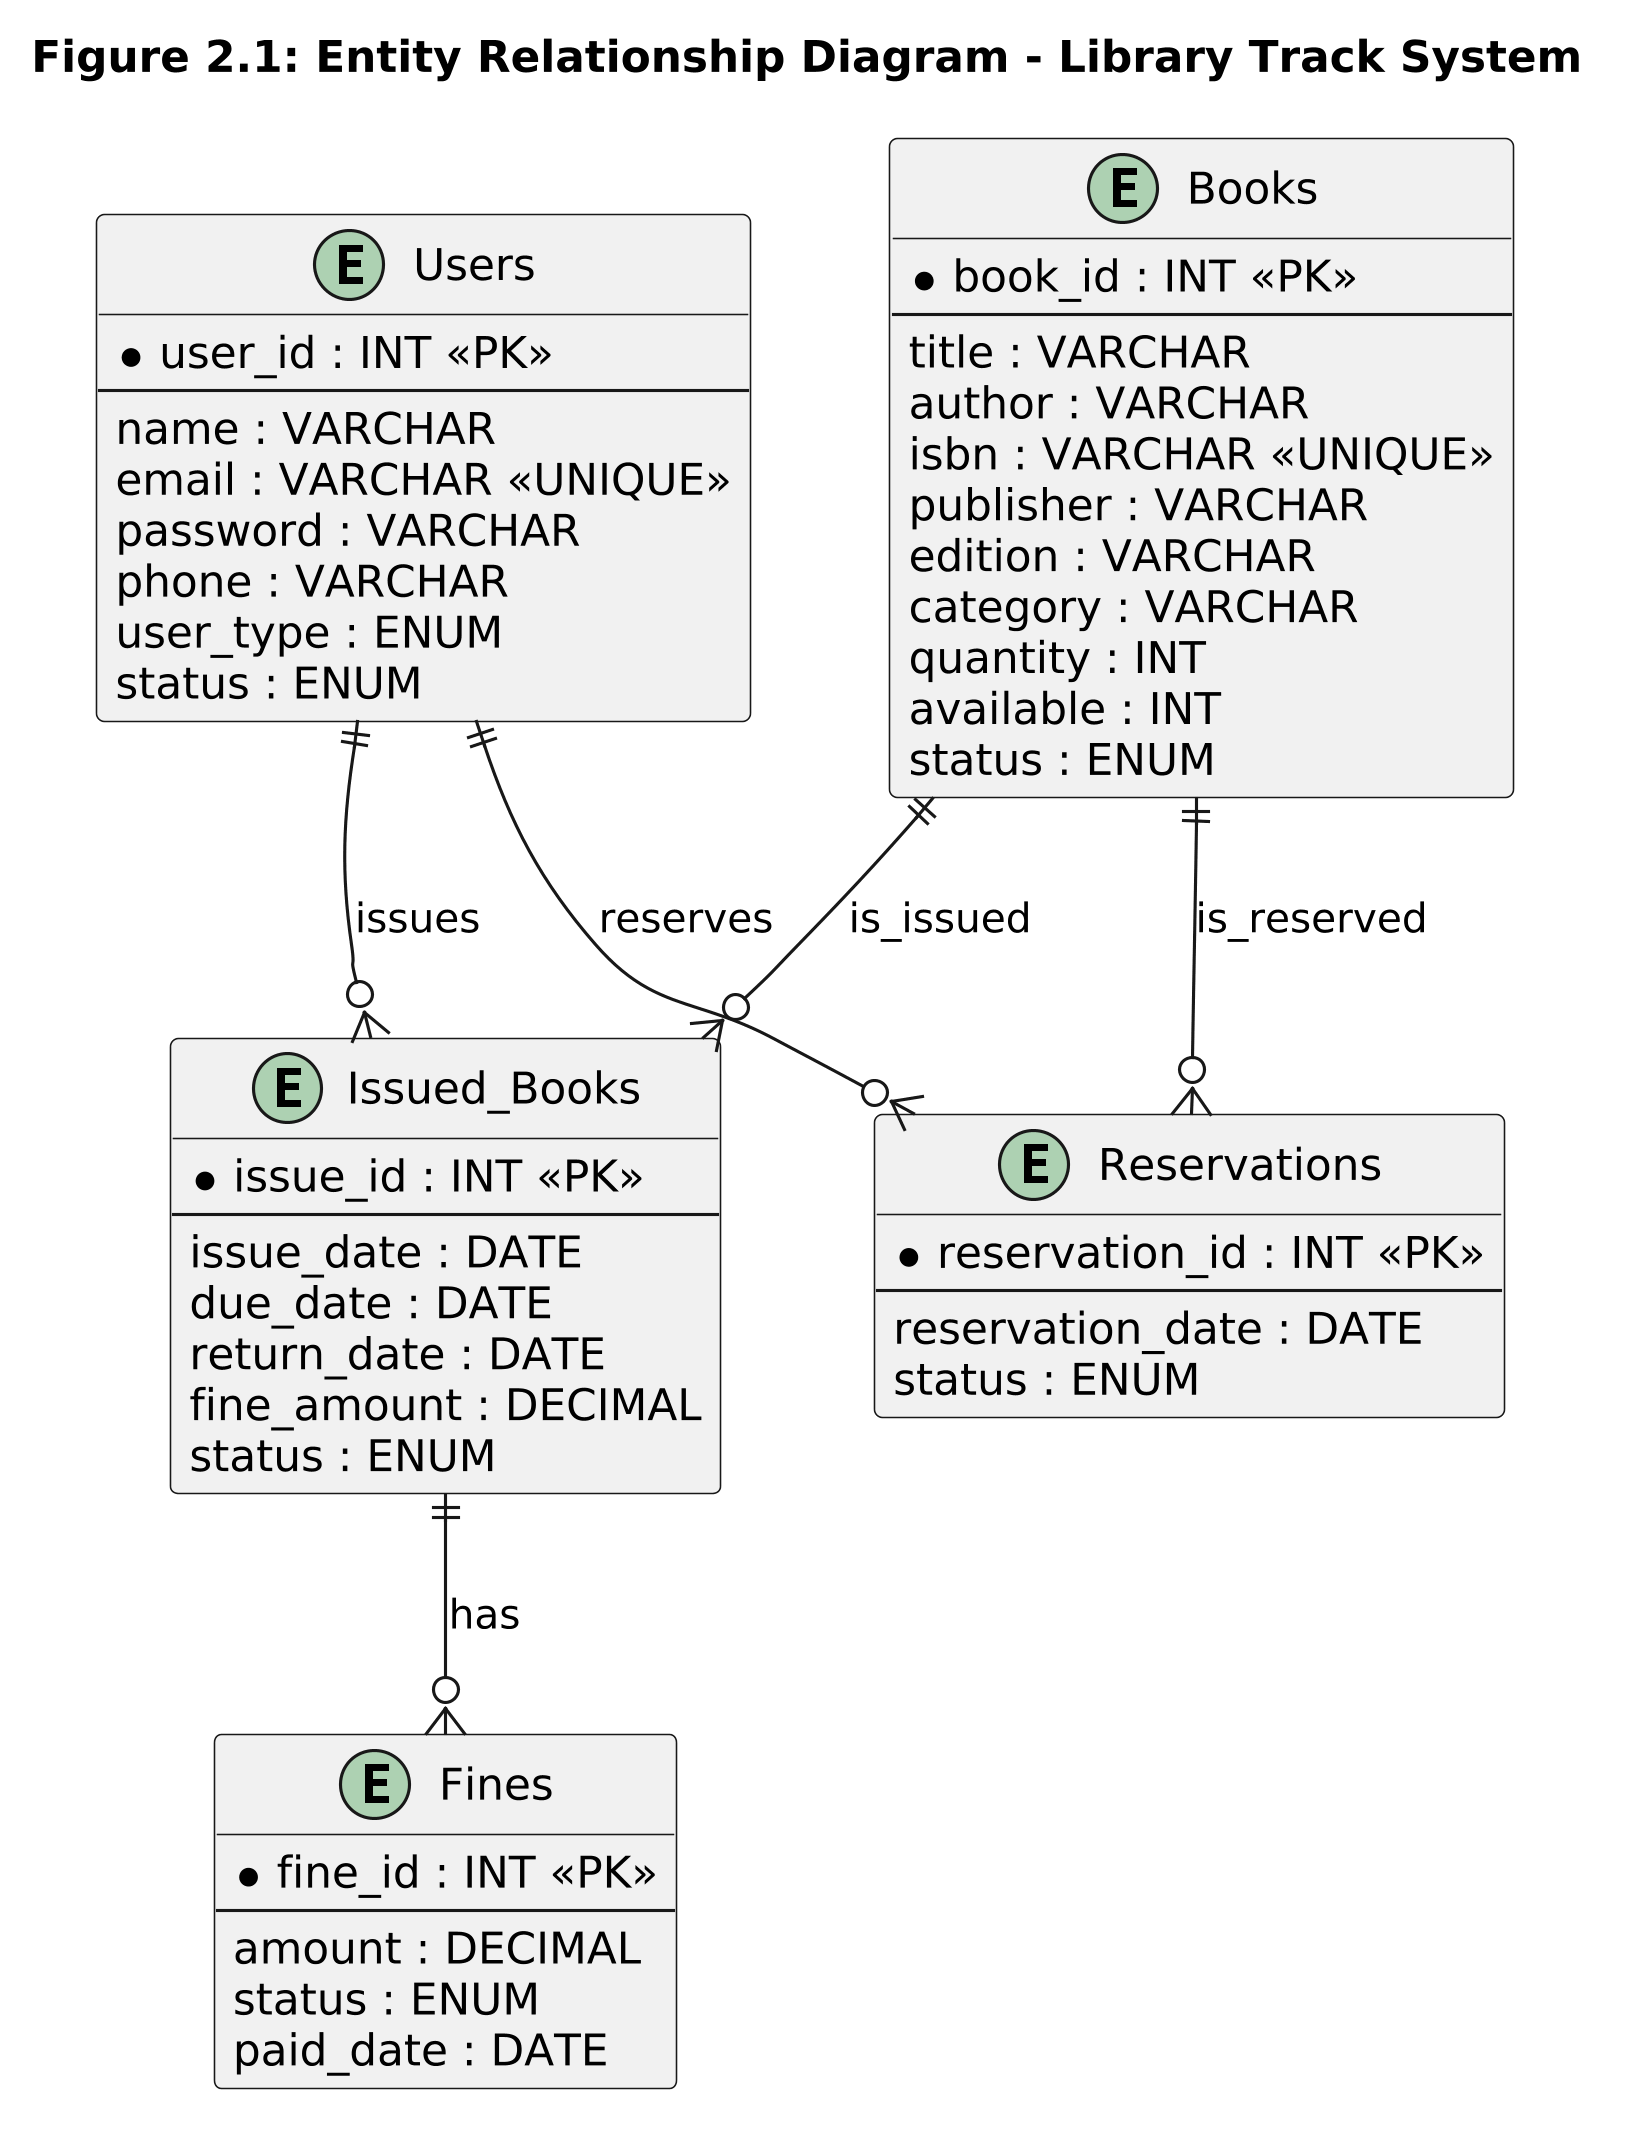 Figure 2.1: Entity Relationship Diagram - Library Track System
E Users
user_id : INT «PK»
name : VARCHAR
email : VARCHAR «UNIQUE»
password : VARCHAR
phone : VARCHAR
user_type : ENUM
status : ENUM
E Books
book_id : INT «PK»
title : VARCHAR
author : VARCHAR
isbn : VARCHAR «UNIQUE»
publisher : VARCHAR
edition : VARCHAR
category : VARCHAR
quantity : INT
available : INT
status : ENUM
issues
reserves
is_issued
is_reserved
E Issued_Books
issue_id : INT «PK»
issue_date : DATE
due_date : DATE
return_date : DATE
fine_amount : DECIMAL
status : ENUM
E Reservations
reservation_id : INT «PK»
reservation_date : DATE
status : ENUM
has
E Fines
fine_id : INT «PK»
amount : DECIMAL
status : ENUM
paid_date : DATE